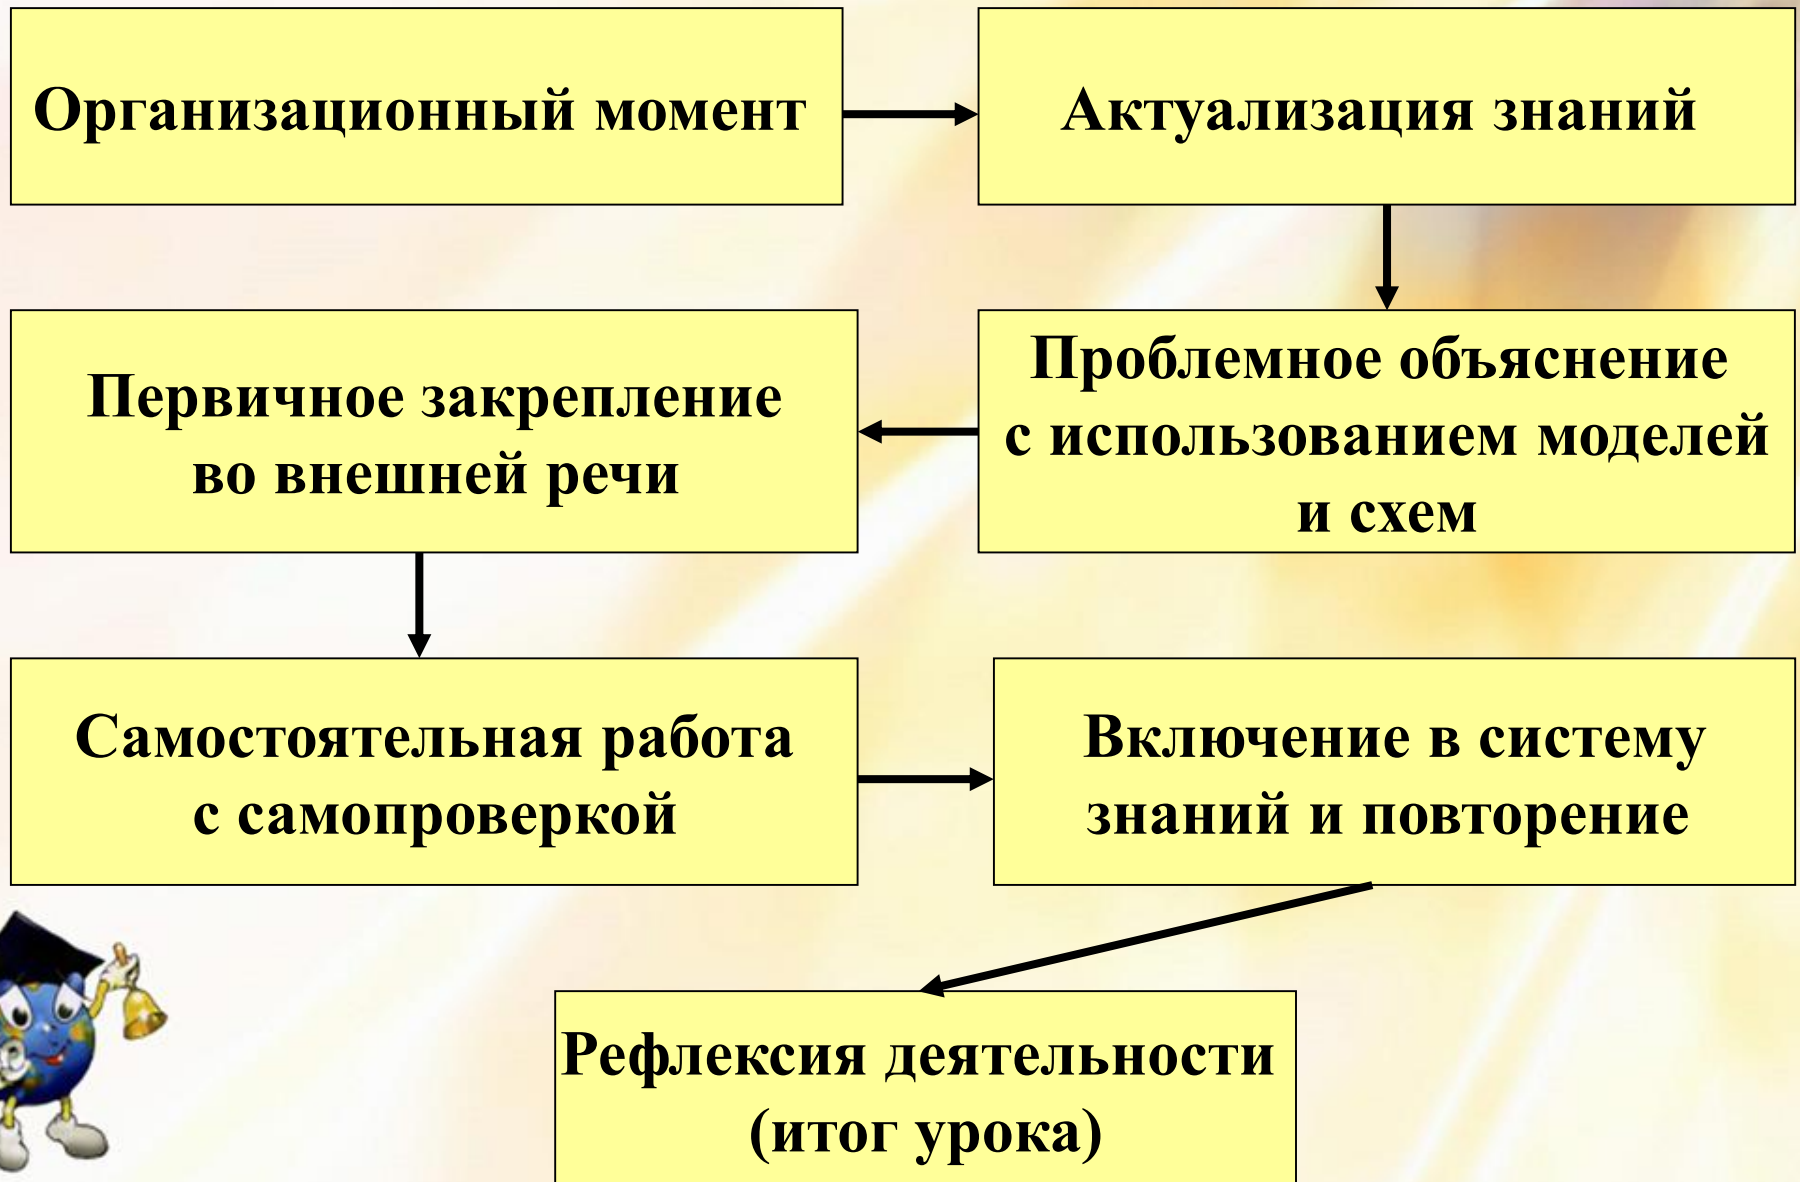 Организационный момент
Актуализация знаний
Проблемное объяснение
с использованием моделей
и схем
Первичное закрепление
во внешней речи
Самостоятельная работа
с самопроверкой
Включение в систему
знаний и повторение
Рефлексия деятельности
(итог урока)